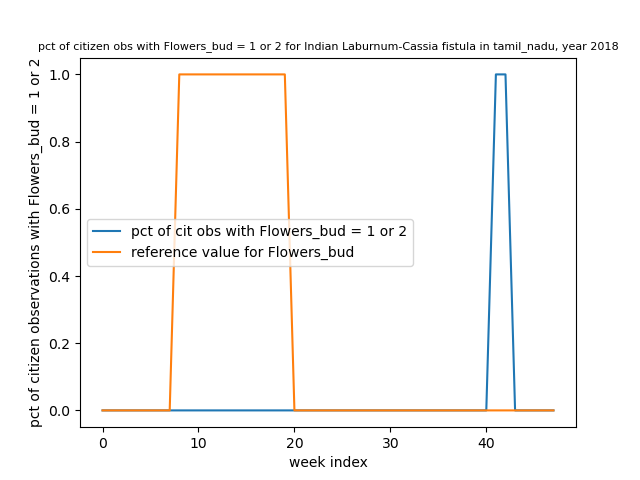 pct of citizen obs with Flowers_bud = 1 or 2 for Indian Laburnum-Cassia fistula in tamil_nadu, year 2018
pct of citizen observations with Flowers_bud = 1 or 2
1.0
0.8
0.6
0.4
0.2
0.0
pct of cit obs with Flowers_bud = 1 or 2
reference value for Flowers_bud
0 10 20 30 40
week index